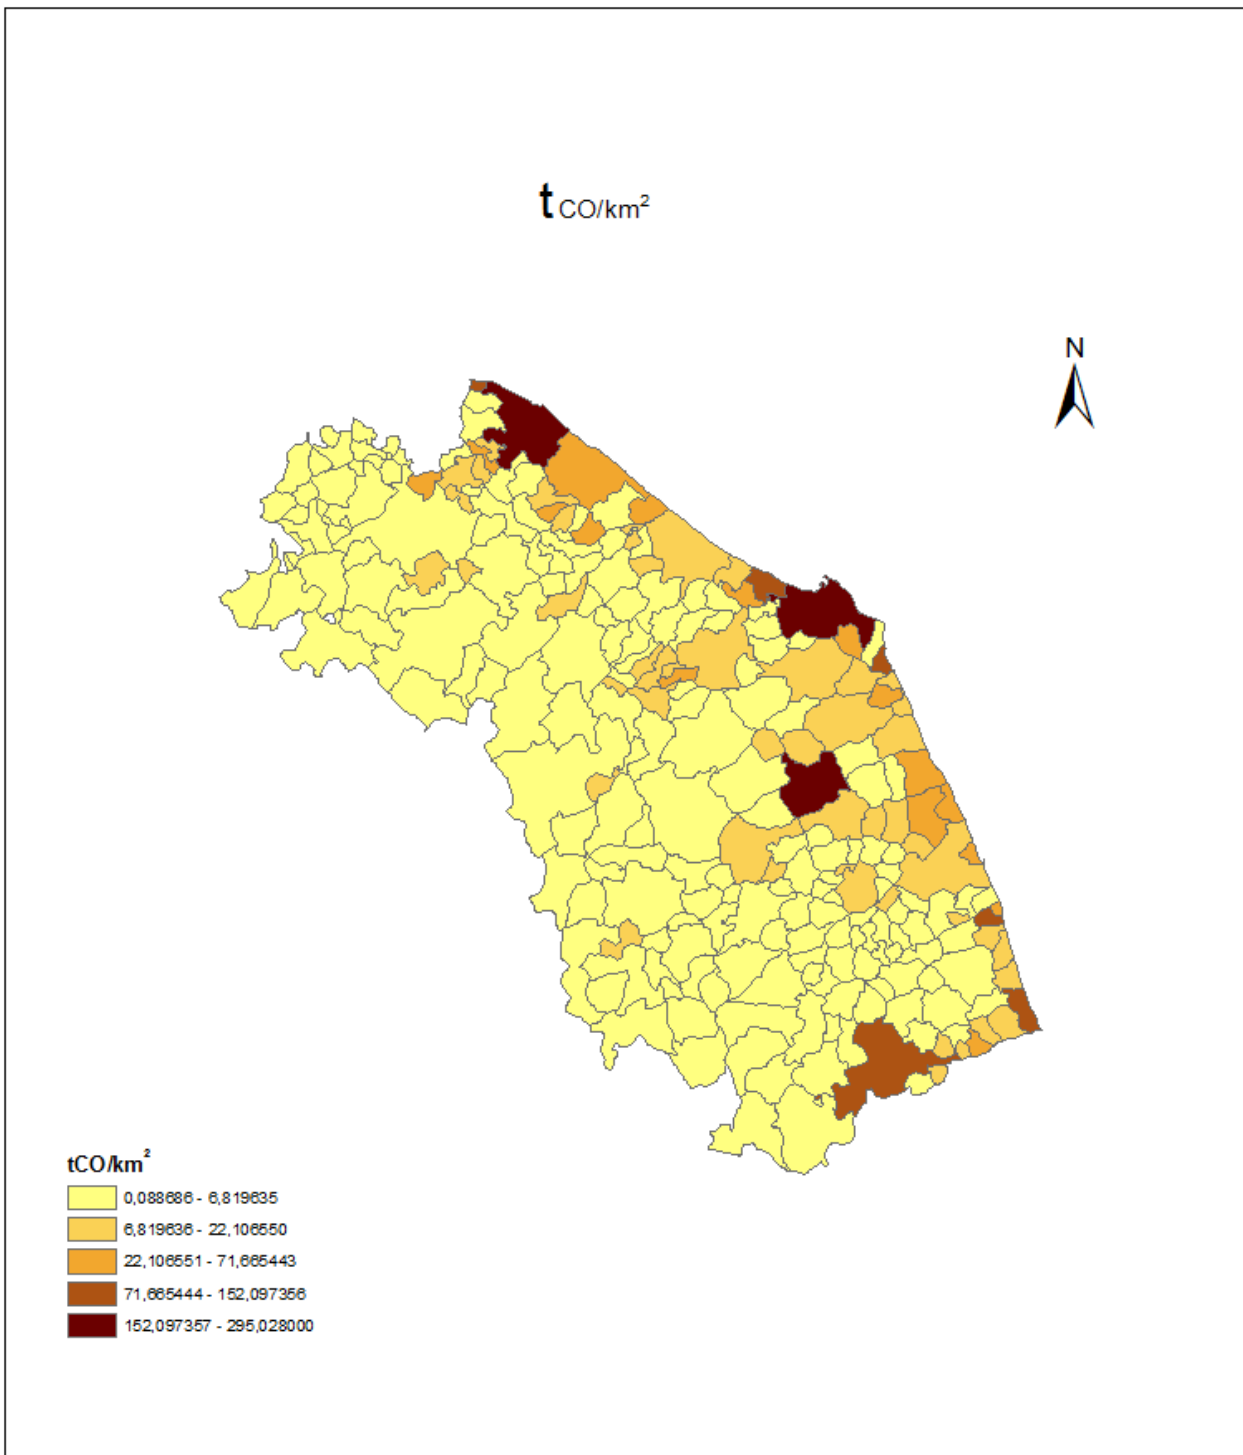 t CO/km²
N
tCO/km²
0,088686 - 6,819635
6,819636 - 22,106550
22,106551 - 71,665443
71,665444 - 152,097356
152,097357 - 295,028000